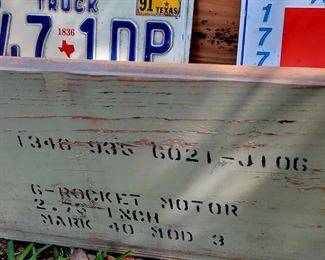 TRUCK
91 TEXAS
1836
7 1DP
177
1340 935 6021-J106
6-ROCKET MOTOR
2.75 INCH
MARK 40 MOD 3